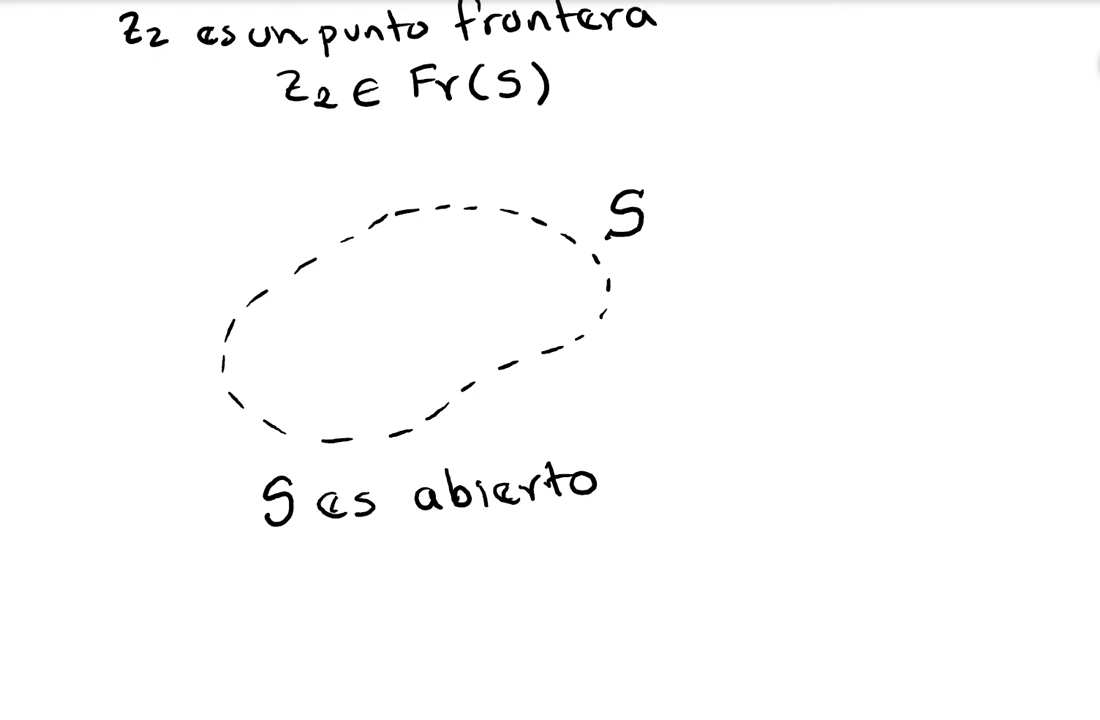 z₂ es un punto frontera
z₂ ∈ Fr(S)
S
S es abierto